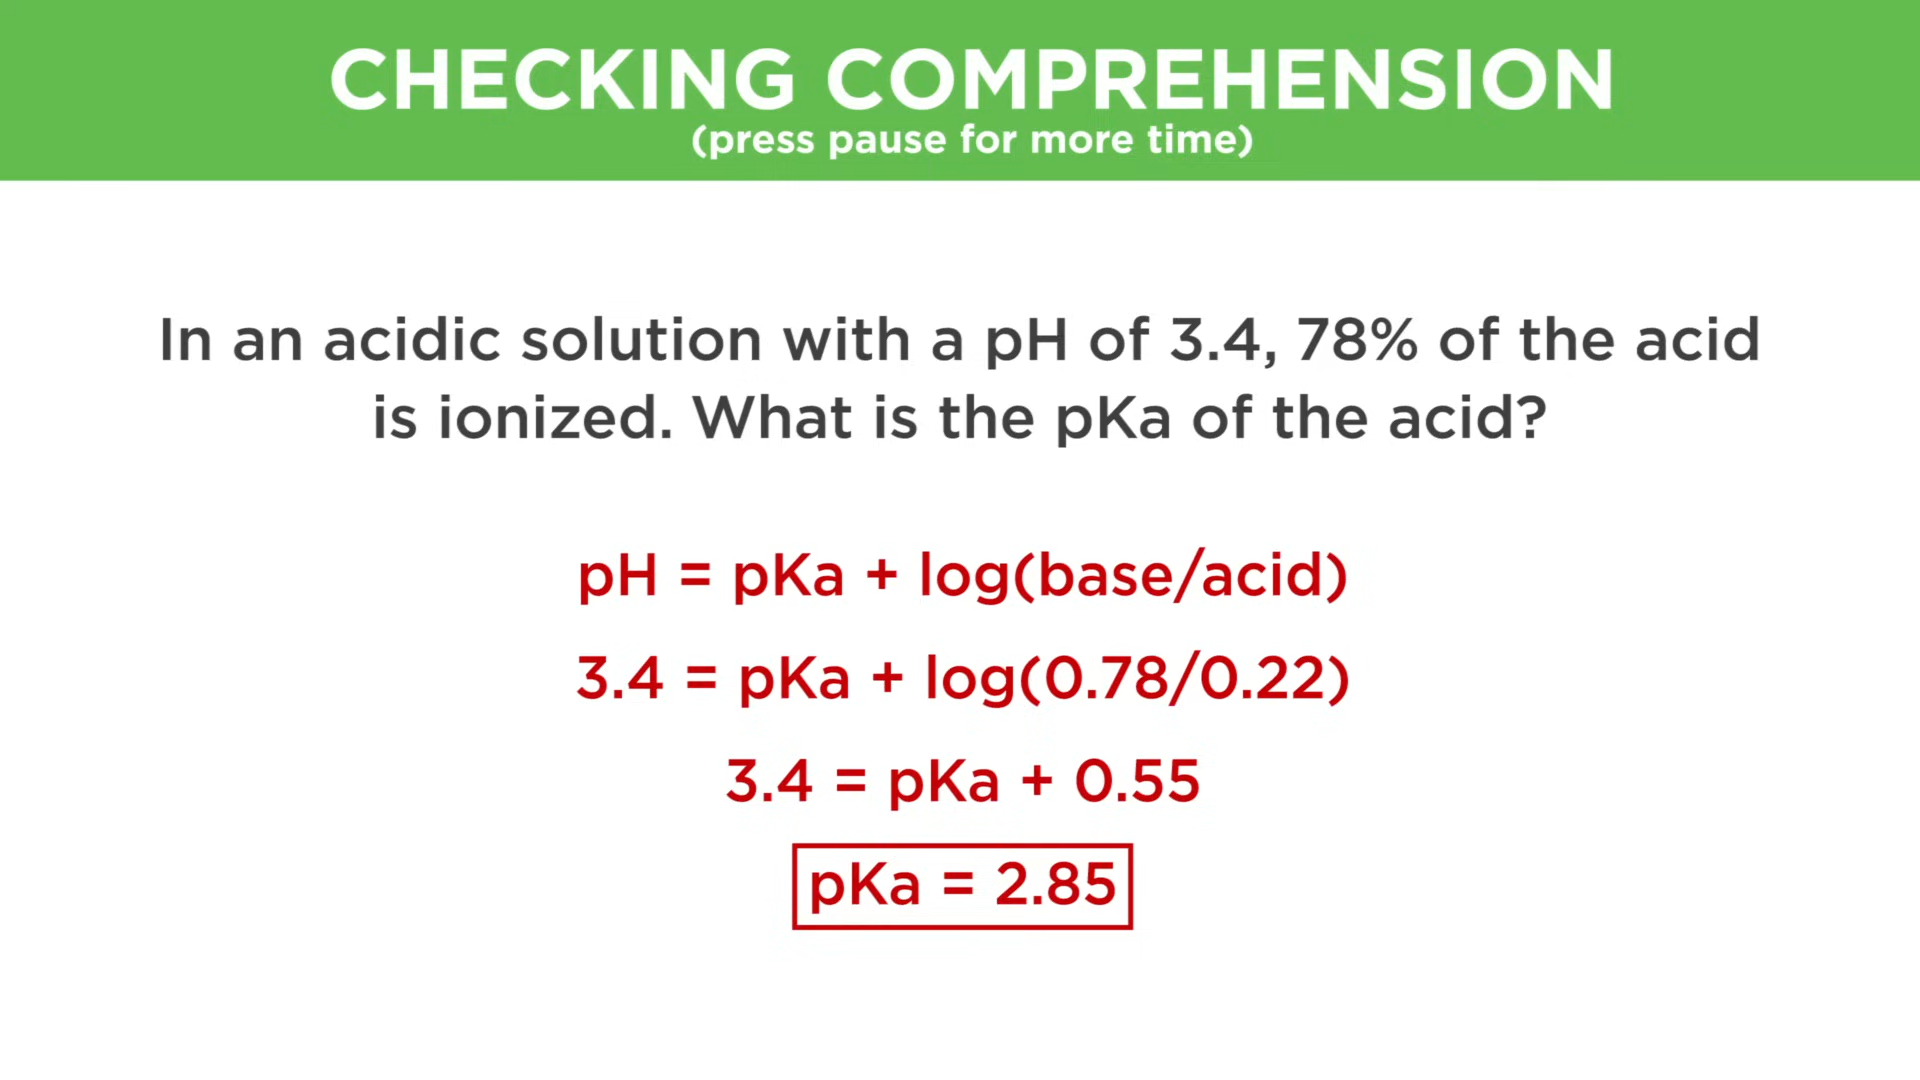 CHECKING COMPREHENSION
(press pause for more time)
In an acidic solution with a pH of 3.4, 78% of the acid
is ionized. What is the pKa of the acid?
pH = pKa + log(base/acid)
3.4 = pKa + log(0.78/0.22)
3.4 = pKa + 0.55
pKa = 2.85